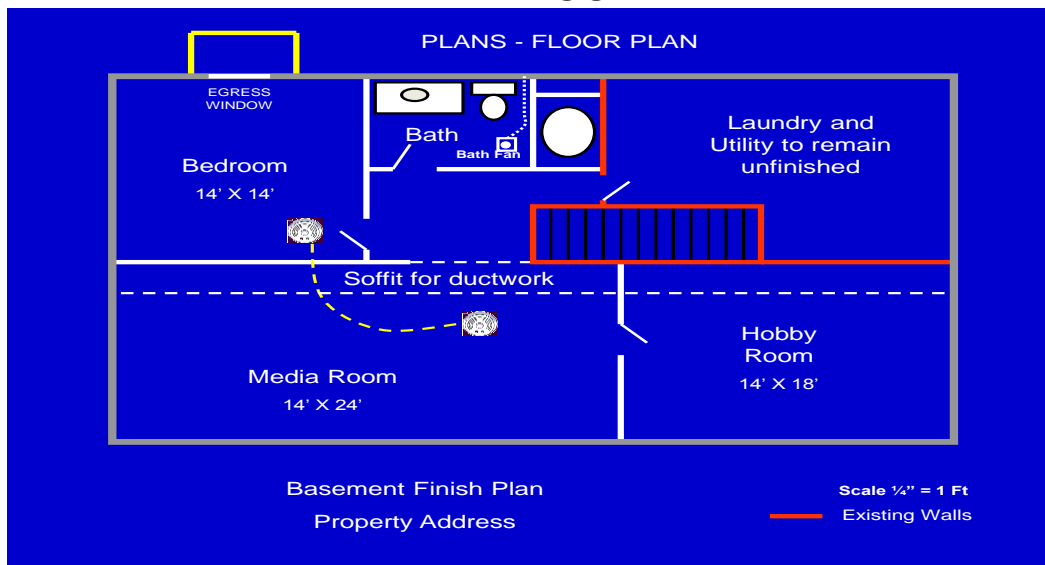 PLANS - FLOOR PLAN
EGRESS
WINDOW
Bath
Bath Fan
Laundry and
Utility to remain
unfinished
Bedroom
14’ X 14’
Soffit for ductwork
Media Room
14’ X 24’
Hobby
Room
14’ X 18’
Basement Finish Plan
Property Address
Scale ¼’’ = 1 Ft
Existing Walls